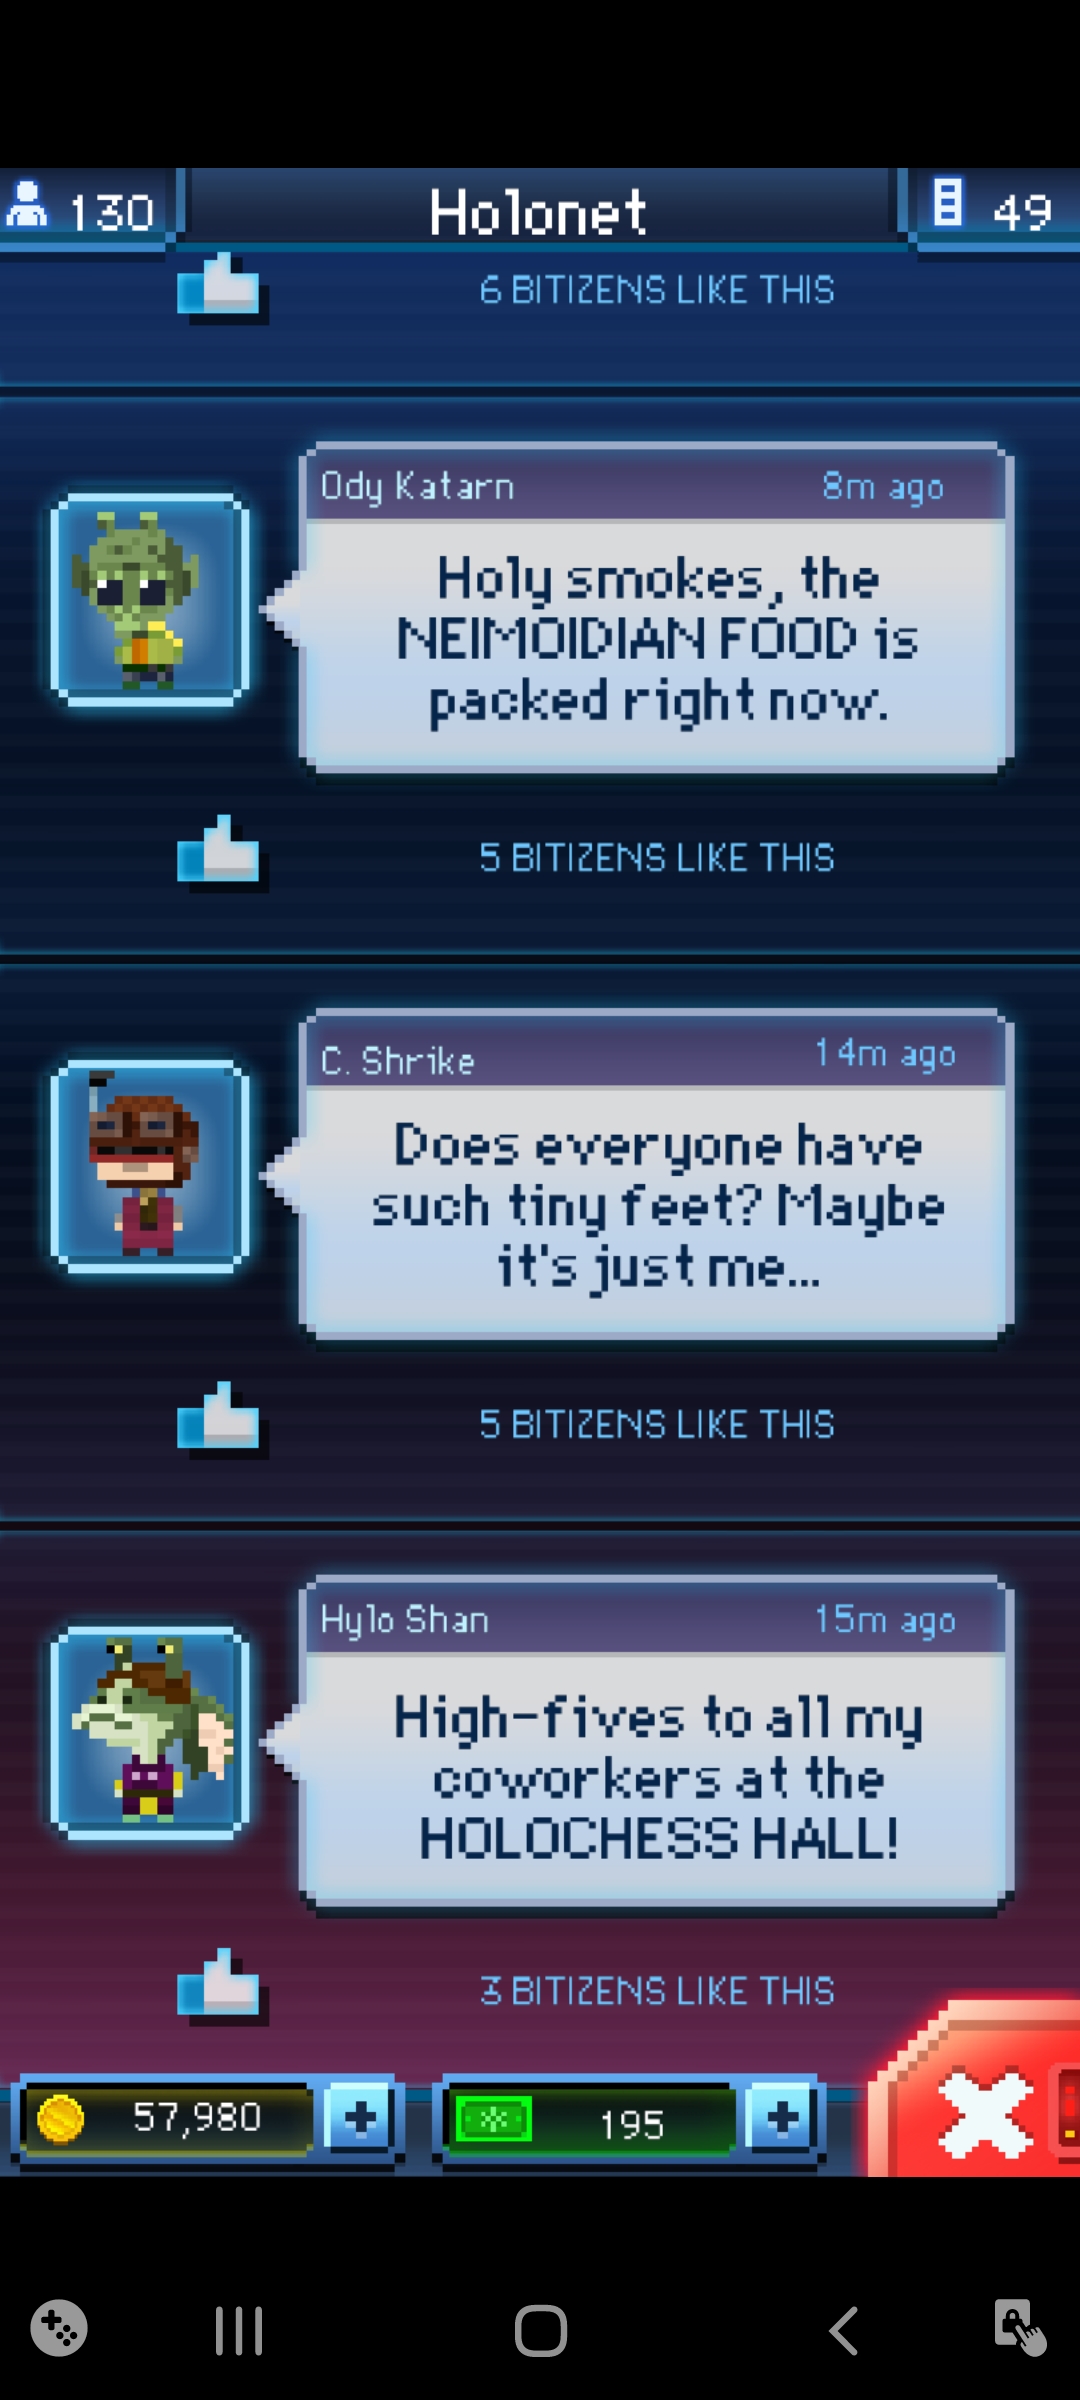 130
Holonet
49
6 BITIZENS LIKE THIS
Ody Katarn
8m ago
Holy smokes, the
NEIMOIDIAN FOOD is
packed right now.
5 BITIZENS LIKE THIS
C. Shrike
14m ago
Does everyone have
such tiny feet? Maybe
it's just me...
5 BITIZENS LIKE THIS
Hylo Shan
15m ago
High-fives to all my
coworkers at the
HOLOCHESS HALL!
3 BITIZENS LIKE THIS
57,980
195